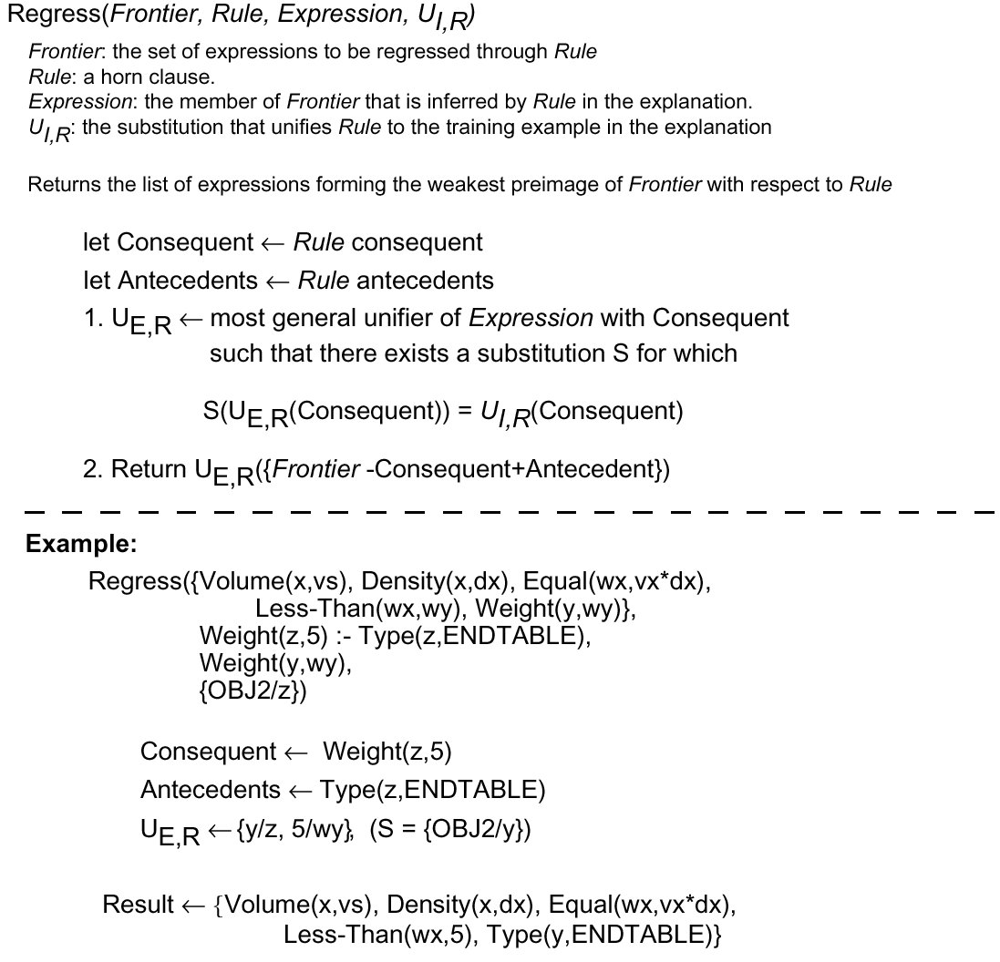 Regress(Frontier, Rule, Expression, U_I,R)
Frontier: the set of expressions to be regressed through Rule
Rule: a horn clause.
Expression: the member of Frontier that is inferred by Rule in the explanation.
U_I,R: the substitution that unifies Rule to the training example in the explanation
Returns the list of expressions forming the weakest preimage of Frontier with respect to Rule
let Consequent ← Rule consequent
let Antecedents ← Rule antecedents
1. U_E,R ← most general unifier of Expression with Consequent
such that there exists a substitution S for which
S(U_E,R(Consequent)) = U_I,R(Consequent)
2. Return U_E,R({Frontier -Consequent+Antecedent})
Example:
Regress({Volume(x,vs), Density(x,dx), Equal(wx,vx*dx),
Less-Than(wx,wy), Weight(y,wy)},
Weight(z,5) :- Type(z,ENDTABLE),
Weight(y,wy),
{OBJ2/z})
Consequent ← Weight(z,5)
Antecedents ← Type(z,ENDTABLE)
U_E,R ← {y/z, 5/wy}, (S = {OBJ2/y})
Result ← {Volume(x,vs), Density(x,dx), Equal(wx,vx*dx),
Less-Than(wx,5), Type(y,ENDTABLE)}